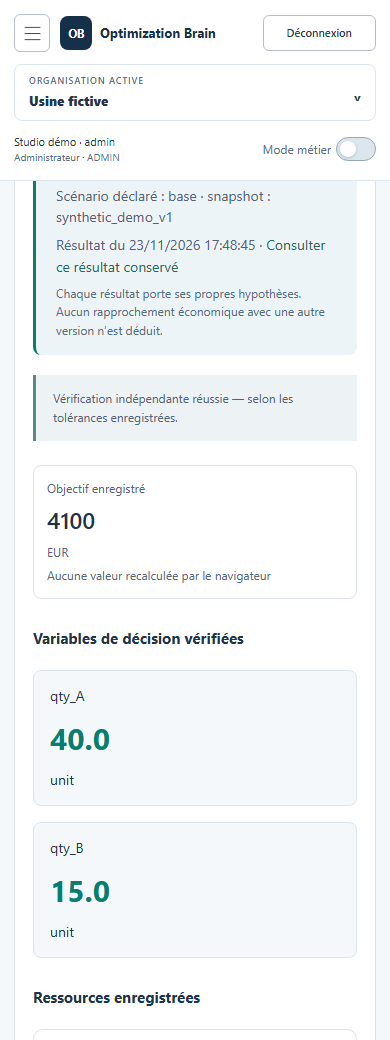 OB
Optimization Brain
Déconnexion
ORGANISATION ACTIVE
Usine fictive
v
Studio démo · admin
Administrateur · ADMIN
Mode métier
Scénario déclaré : base · snapshot :
synthetic_demo_v1
Résultat du 23/11/2026 17:48:45 · Consulter
ce résultat conservé
Chaque résultat porte ses propres hypothèses.
Aucun rapprochement économique avec une autre
version n'est déduit.
Vérification indépendante réussie — selon les
tolérances enregistrées.
Objectif enregistré
4100
EUR
Aucune valeur recalculée par le navigateur
Variables de décision vérifiées
qty_A
40.0
unit
qty_B
15.0
unit
Ressources enregistrées